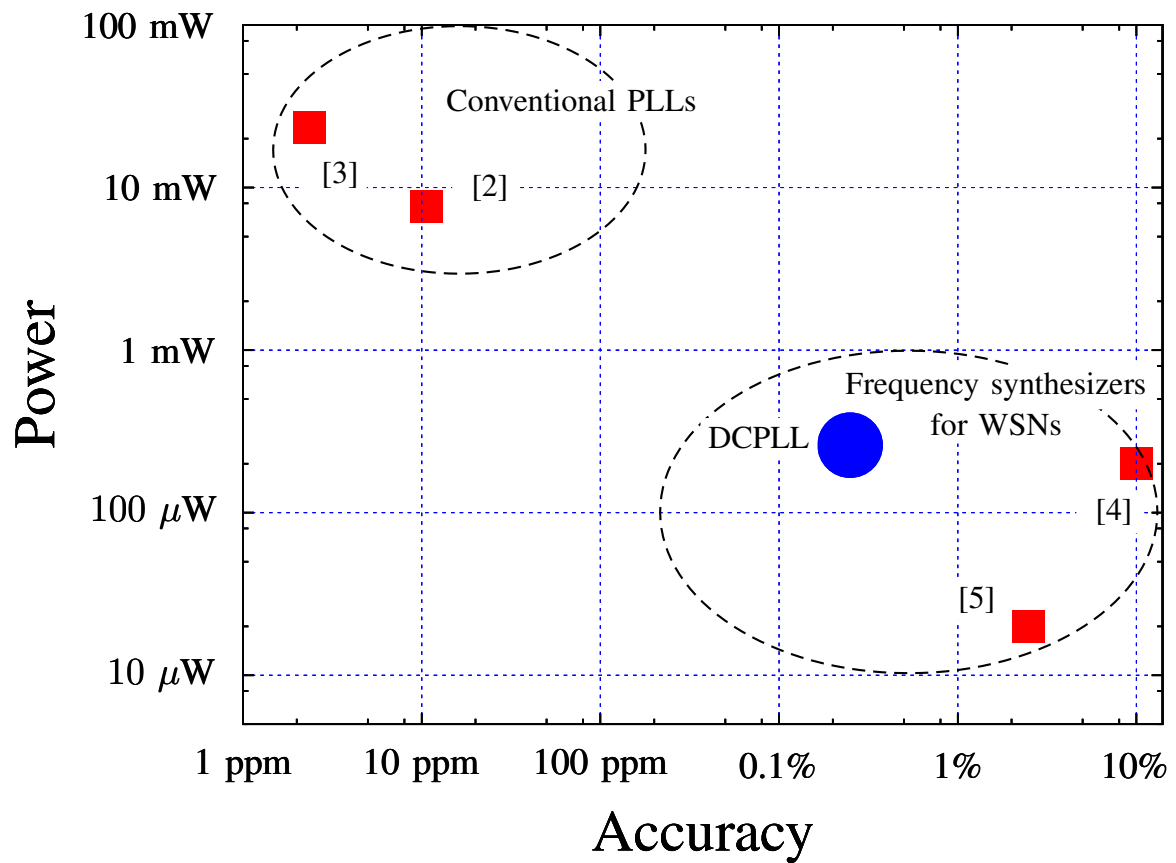 100 mW
Conventional PLLs
[3]
[2]
10 mW
1 mW
Frequency synthesizers
for WSNs
DCPLL
[4]
100 μW
[5]
10 μW
Power
1 ppm 10 ppm 100 ppm 0.1% 1% 10%
Accuracy